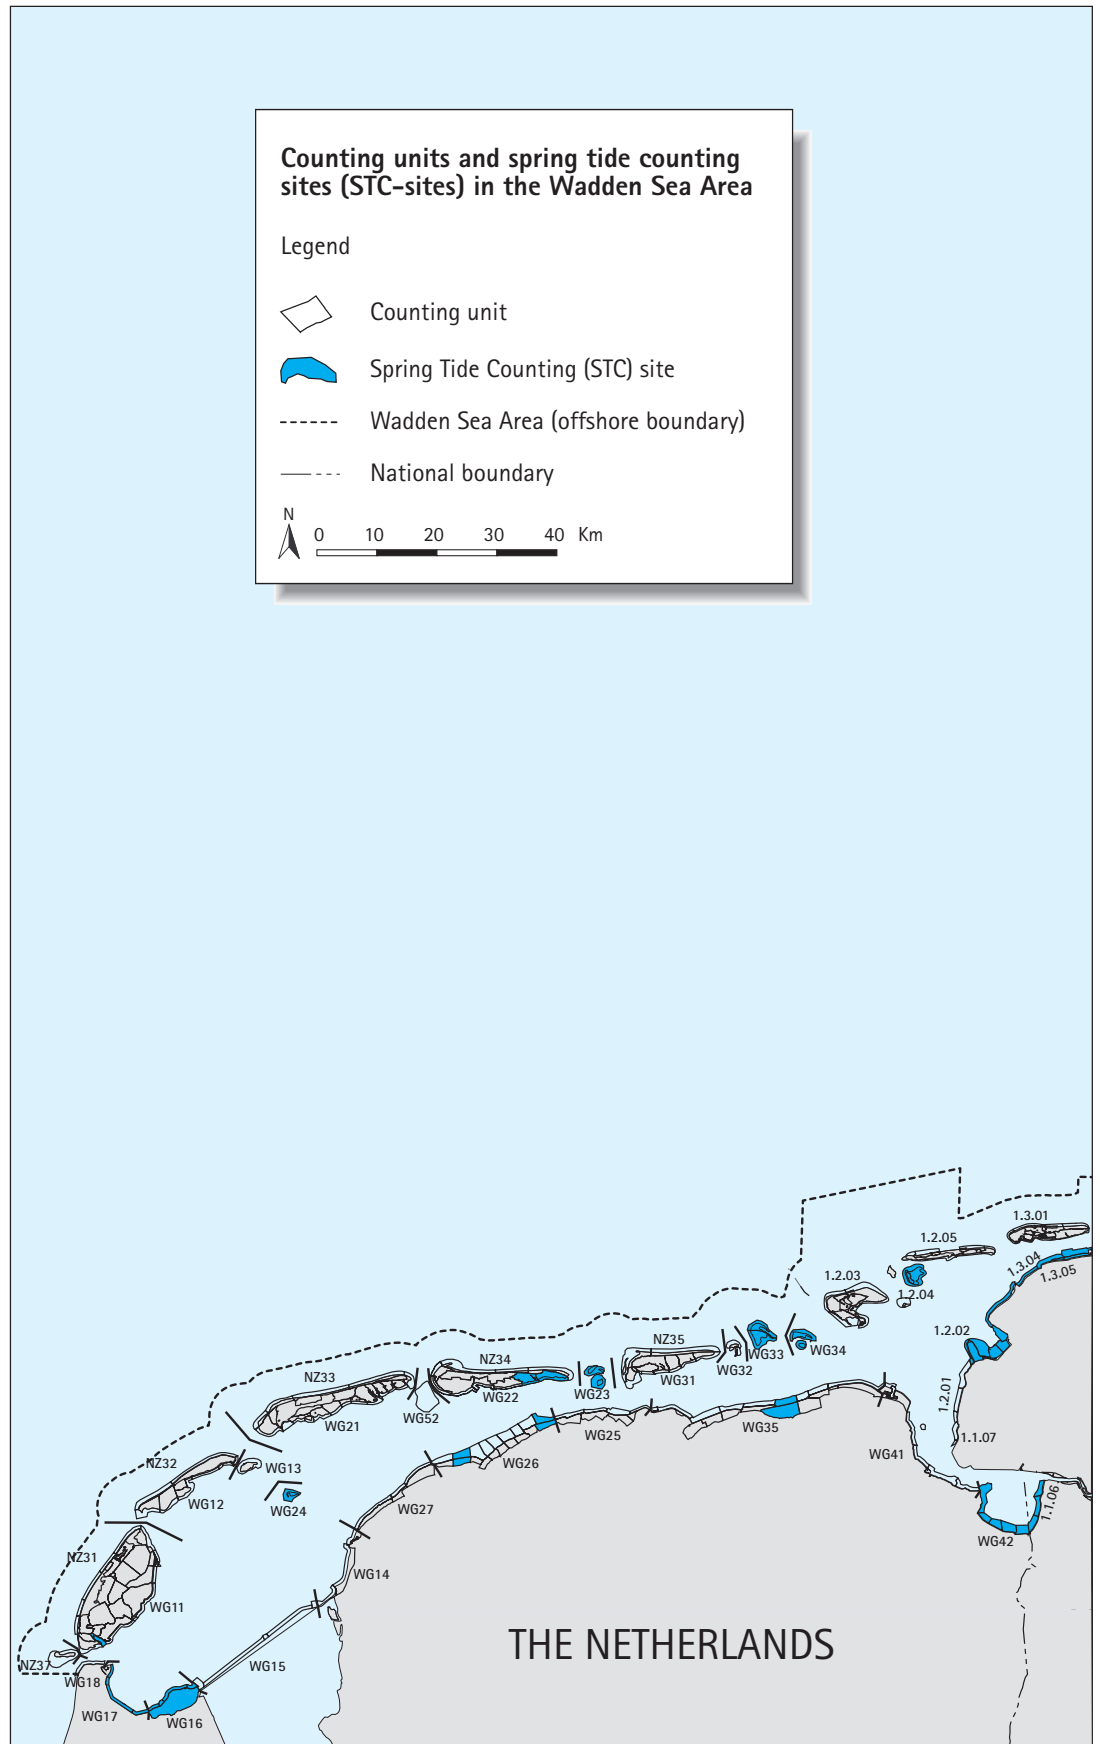 Counting units and spring tide counting
sites (STC-sites) in the Wadden Sea Area
Legend
Counting unit
Spring Tide Counting (STC) site
Wadden Sea Area (offshore boundary)
National boundary
N
0 10 20 30 40 Km
1.3.01
1.2.05
1.3.04
1.3.05
1.2.03
1.2.04
1.2.02
NZ35
WG33
WG34
WG32
NZ34
WG31
NZ33
WG23
WG22
1.2.01
WG52
WG21
WG25
WG35
1.1.07
WG41
NZ32
WG13
WG26
WG12
WG24
WG27
1.1.06
WG42
NZ31
WG14
WG11
THE NETHERLANDS
NZ37
WG15
WG18
WG17
WG16